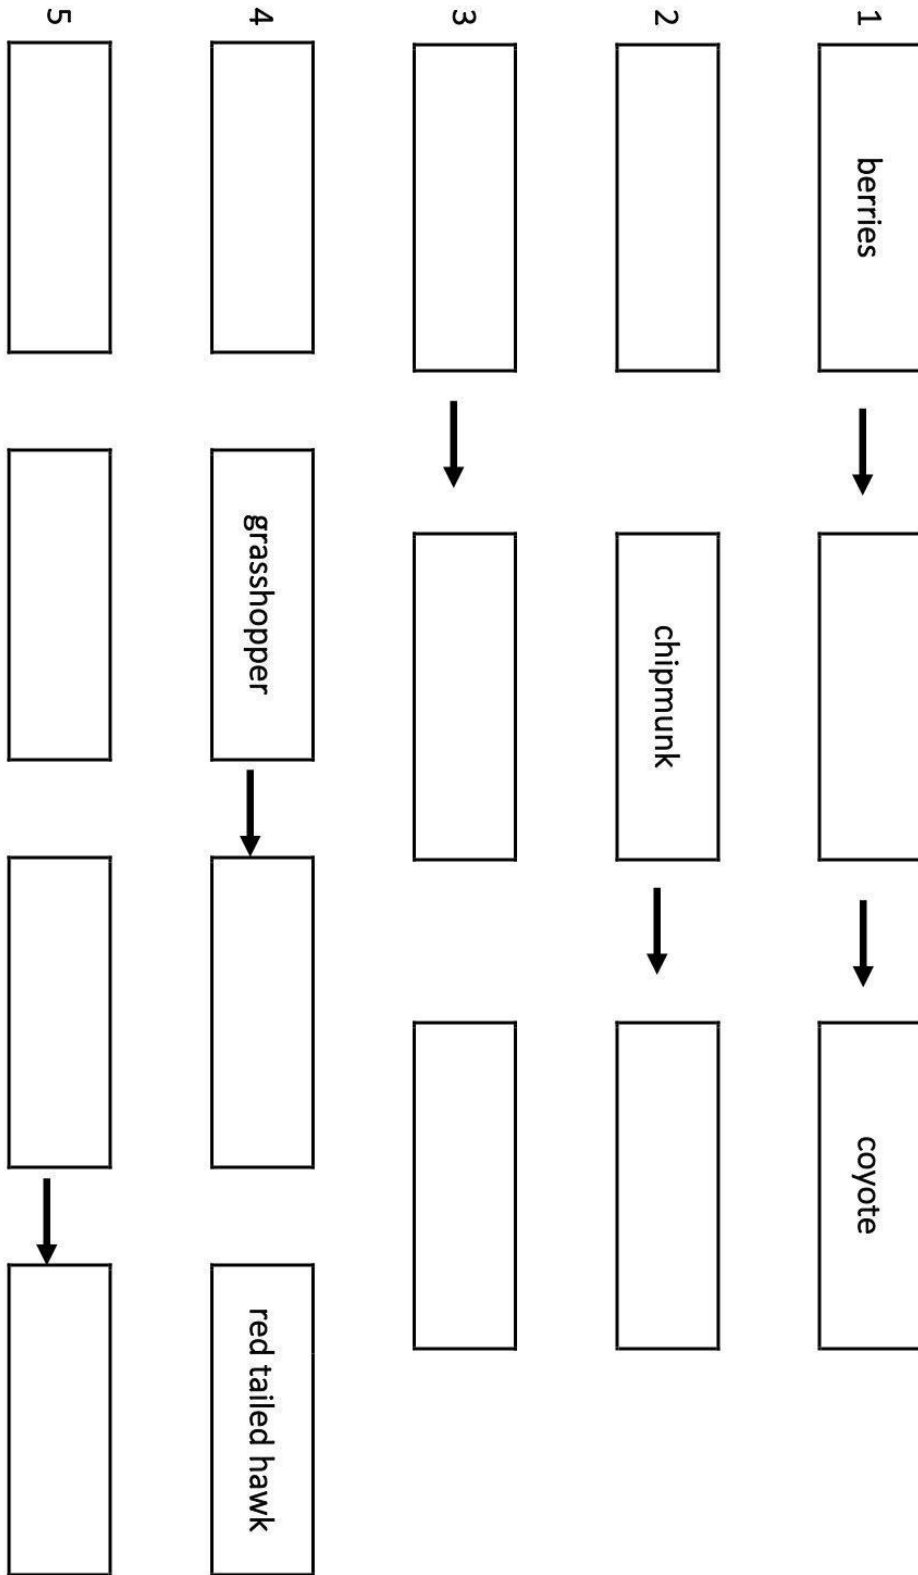 1
berries
coyote
2
chipmunk
3
4
grasshopper
red tailed hawk
5